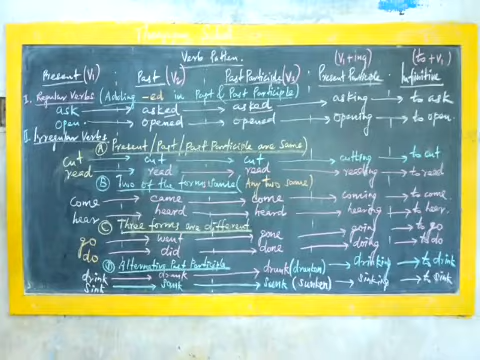 Verb Pattern.
(V₁+ing) (to + V₁)
Present (V₁) Past (V₂) Past Participle (V₃) Present Participle Infinitive
I. Regular Verbs (Adding -ed in Past & Past Participle)
ask → asked → asked → asking → to ask
open → opened → opened → opening → to open
II. Irregular Verbs
(A) Present/Past/Past Participle are Same
cut → cut → cut → cutting → to cut
read → read → read → reading → to read
(B) Two of the forms same (Any two same)
come → came → come → coming → to come.
hear → heard → heard → hearing → to hear.
(C) Three forms are different
go → went → gone → going → to go
do → did → done → doing → to do
(D) Alternative Past Participle
drink → drank → drunk (drunken) → drinking → to drink
sink → sank → sunk (sunken) → sinking → to sink